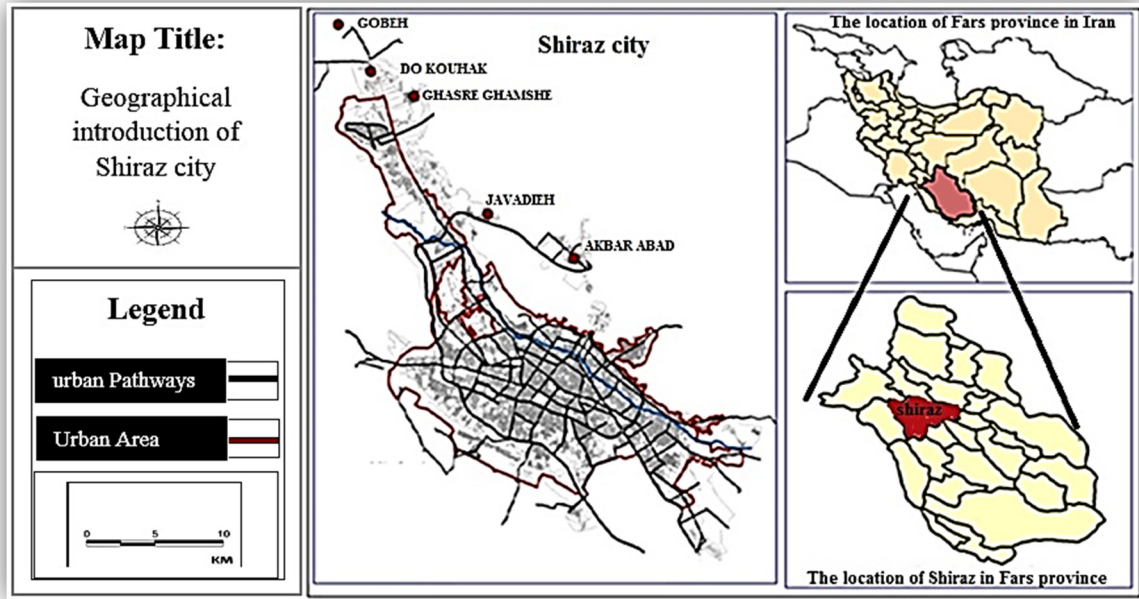 Map Title:
Geographical
introduction of
Shiraz city
Legend
urban Pathways
Urban Area
0 5 10
KM
Shiraz city
GOBEH
DO KOUHAK
GHASRE GHAMSHE
JAVADIEH
AKBAR ABAD
The location of Fars province in Iran
shiraz
The location of Shiraz in Fars province